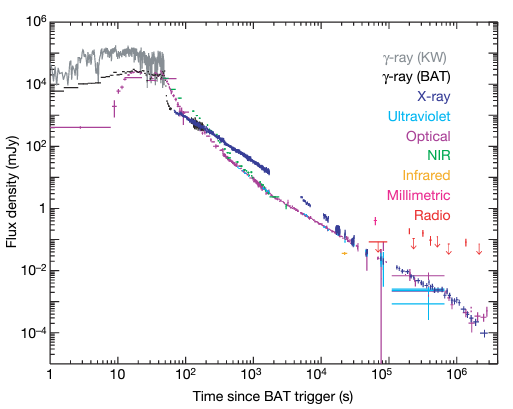 10⁶
10⁴
10²
1
10⁻²
10⁻⁴
Flux density (mJy)
γ-ray (KW)
γ-ray (BAT)
X-ray
Ultraviolet
Optical
NIR
Infrared
Millimetric
Radio
1 10 10² 10³ 10⁴ 10⁵ 10⁶
Time since BAT trigger (s)